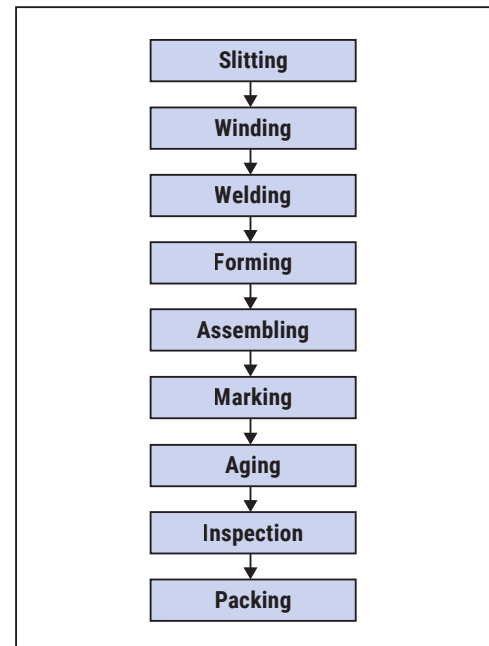 Slitting
Winding
Welding
Forming
Assembling
Marking
Aging
Inspection
Packing